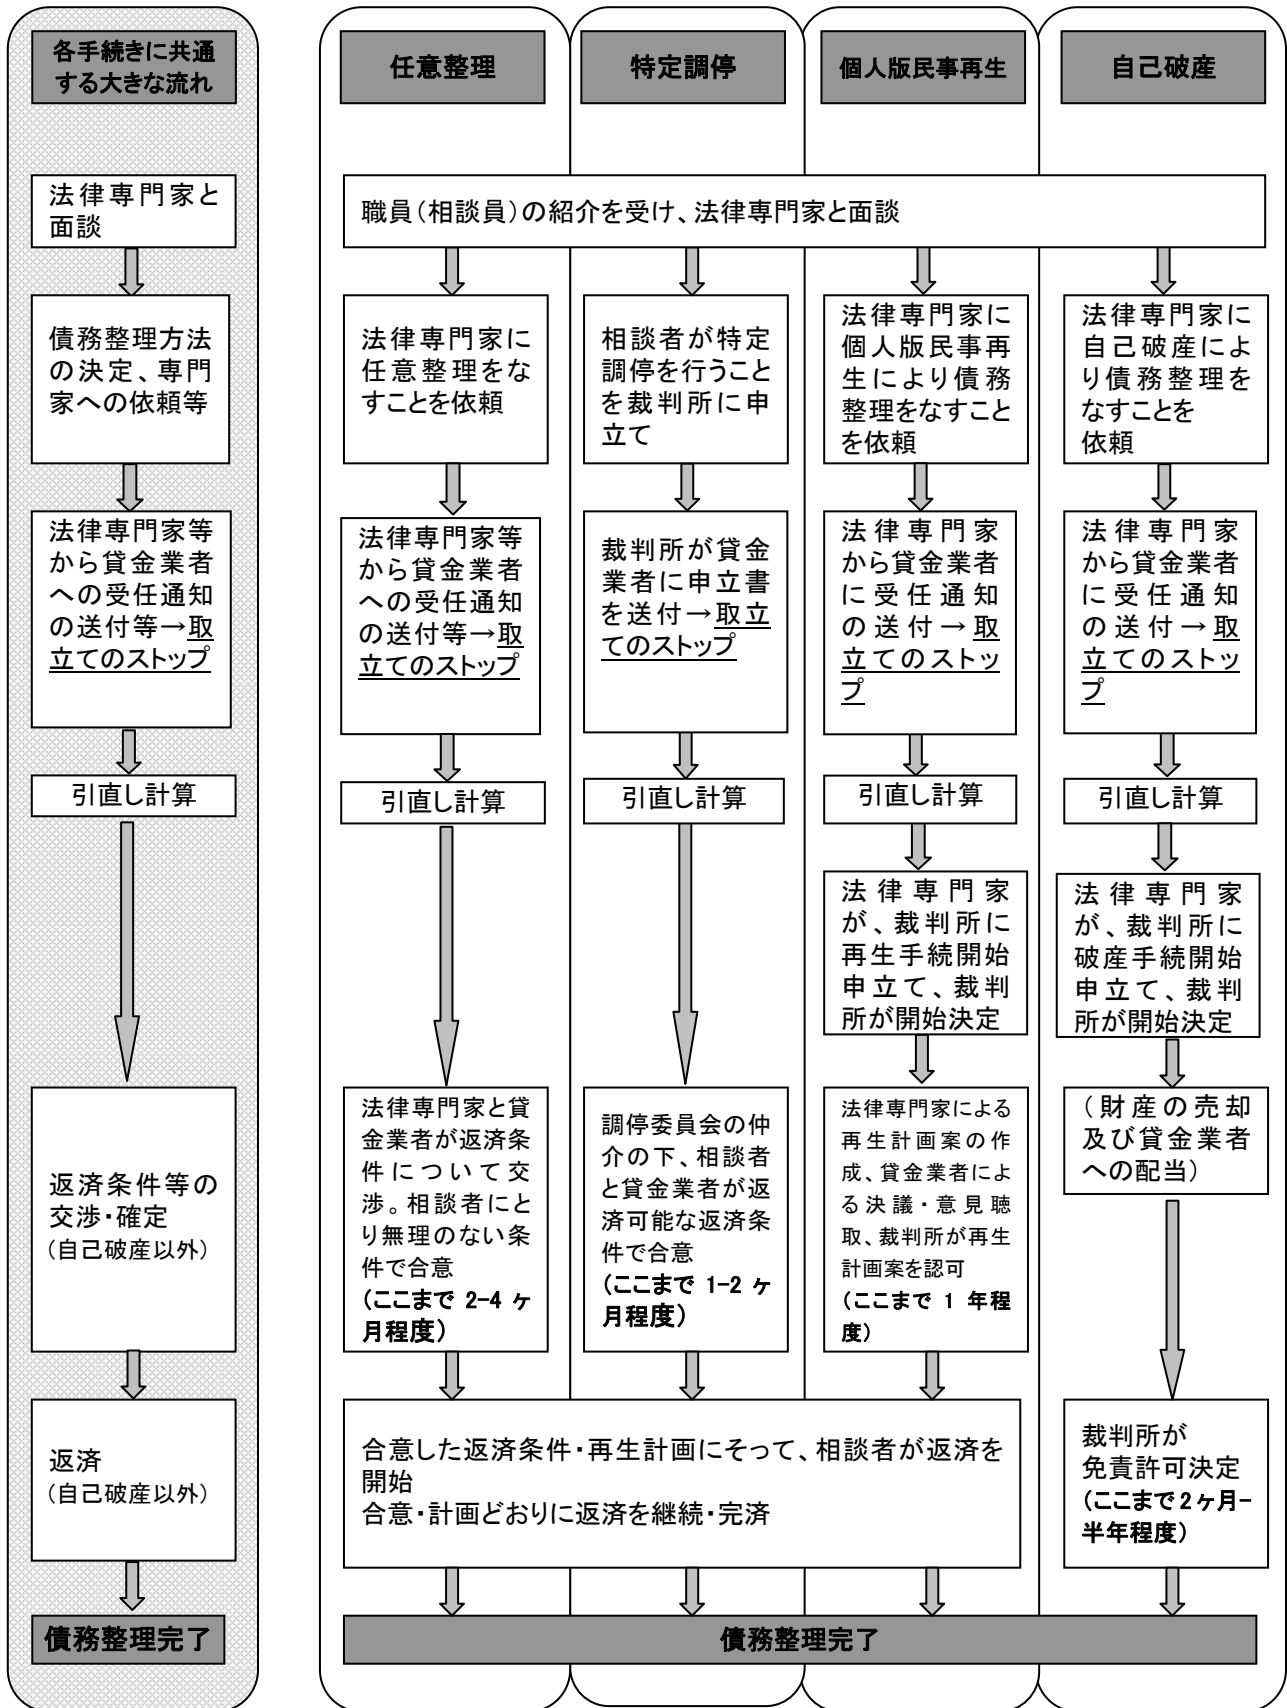 各手続きに共通
する大きな流れ
法律専門家と
面談
債務整理方法
の決定、専門
家への依頼等
法律専門家等
から貸金業者
への受任通知
の送付等→取
立てのストップ
引直し計算
返済条件等の
交渉・確定
(自己破産以外)
返済
(自己破産以外)
債務整理完了
任意整理
特定調停
個人版民事再生
自己破産
職員(相談員)の紹介を受け、法律専門家と面談
法律専門家に
任意整理をな
すことを依頼
法律専門家等
から貸金業者
への受任通知
の送付等→取
立てのストップ
引直し計算
法律専門家と貸
金業者が返済条
件について交
渉。相談者にと
り無理のない条
件で合意
(ここまで 2-4 ヶ
月程度)
相談者が特定
調停を行うこと
を裁判所に申
立て
裁判所が貸金
業者に申立書
を送付→取立
てのストップ
引直し計算
調停委員会の仲
介の下、相談者
と貸金業者が返
済可能な返済条
件で合意
(ここまで 1-2 ヶ
月程度)
法律専門家に
個人版民事再
生により債務
整理をなすこと
を依頼
法律専門家
から貸金業者
に受任通知
の送付→取
立てのストッ
プ
引直し計算
法律専門家
が、裁判所に
再生手続開始
申立て、裁判
所が開始決定
法律専門家による
再生計画案の作
成、貸金業者によ
る決議・意見聴
取、裁判所が再生
計画案を認可
(ここまで 1 年程
度)
合意した返済条件・再生計画にそって、相談者が返済を
開始
合意・計画どおりに返済を継続・完済
法律専門家に
自己破産によ
り債務整理を
なすことを
依頼
法律専門家
から貸金業者
に受任通知
の送付→取
立てのストッ
プ
引直し計算
法律専門家
が、裁判所に
破産手続開始
申立て、裁判
所が開始決定
(財産の売却
及び貸金業者
への配当)
裁判所が
免責許可決定
(ここまで2ヶ月-
半年程度)
債務整理完了